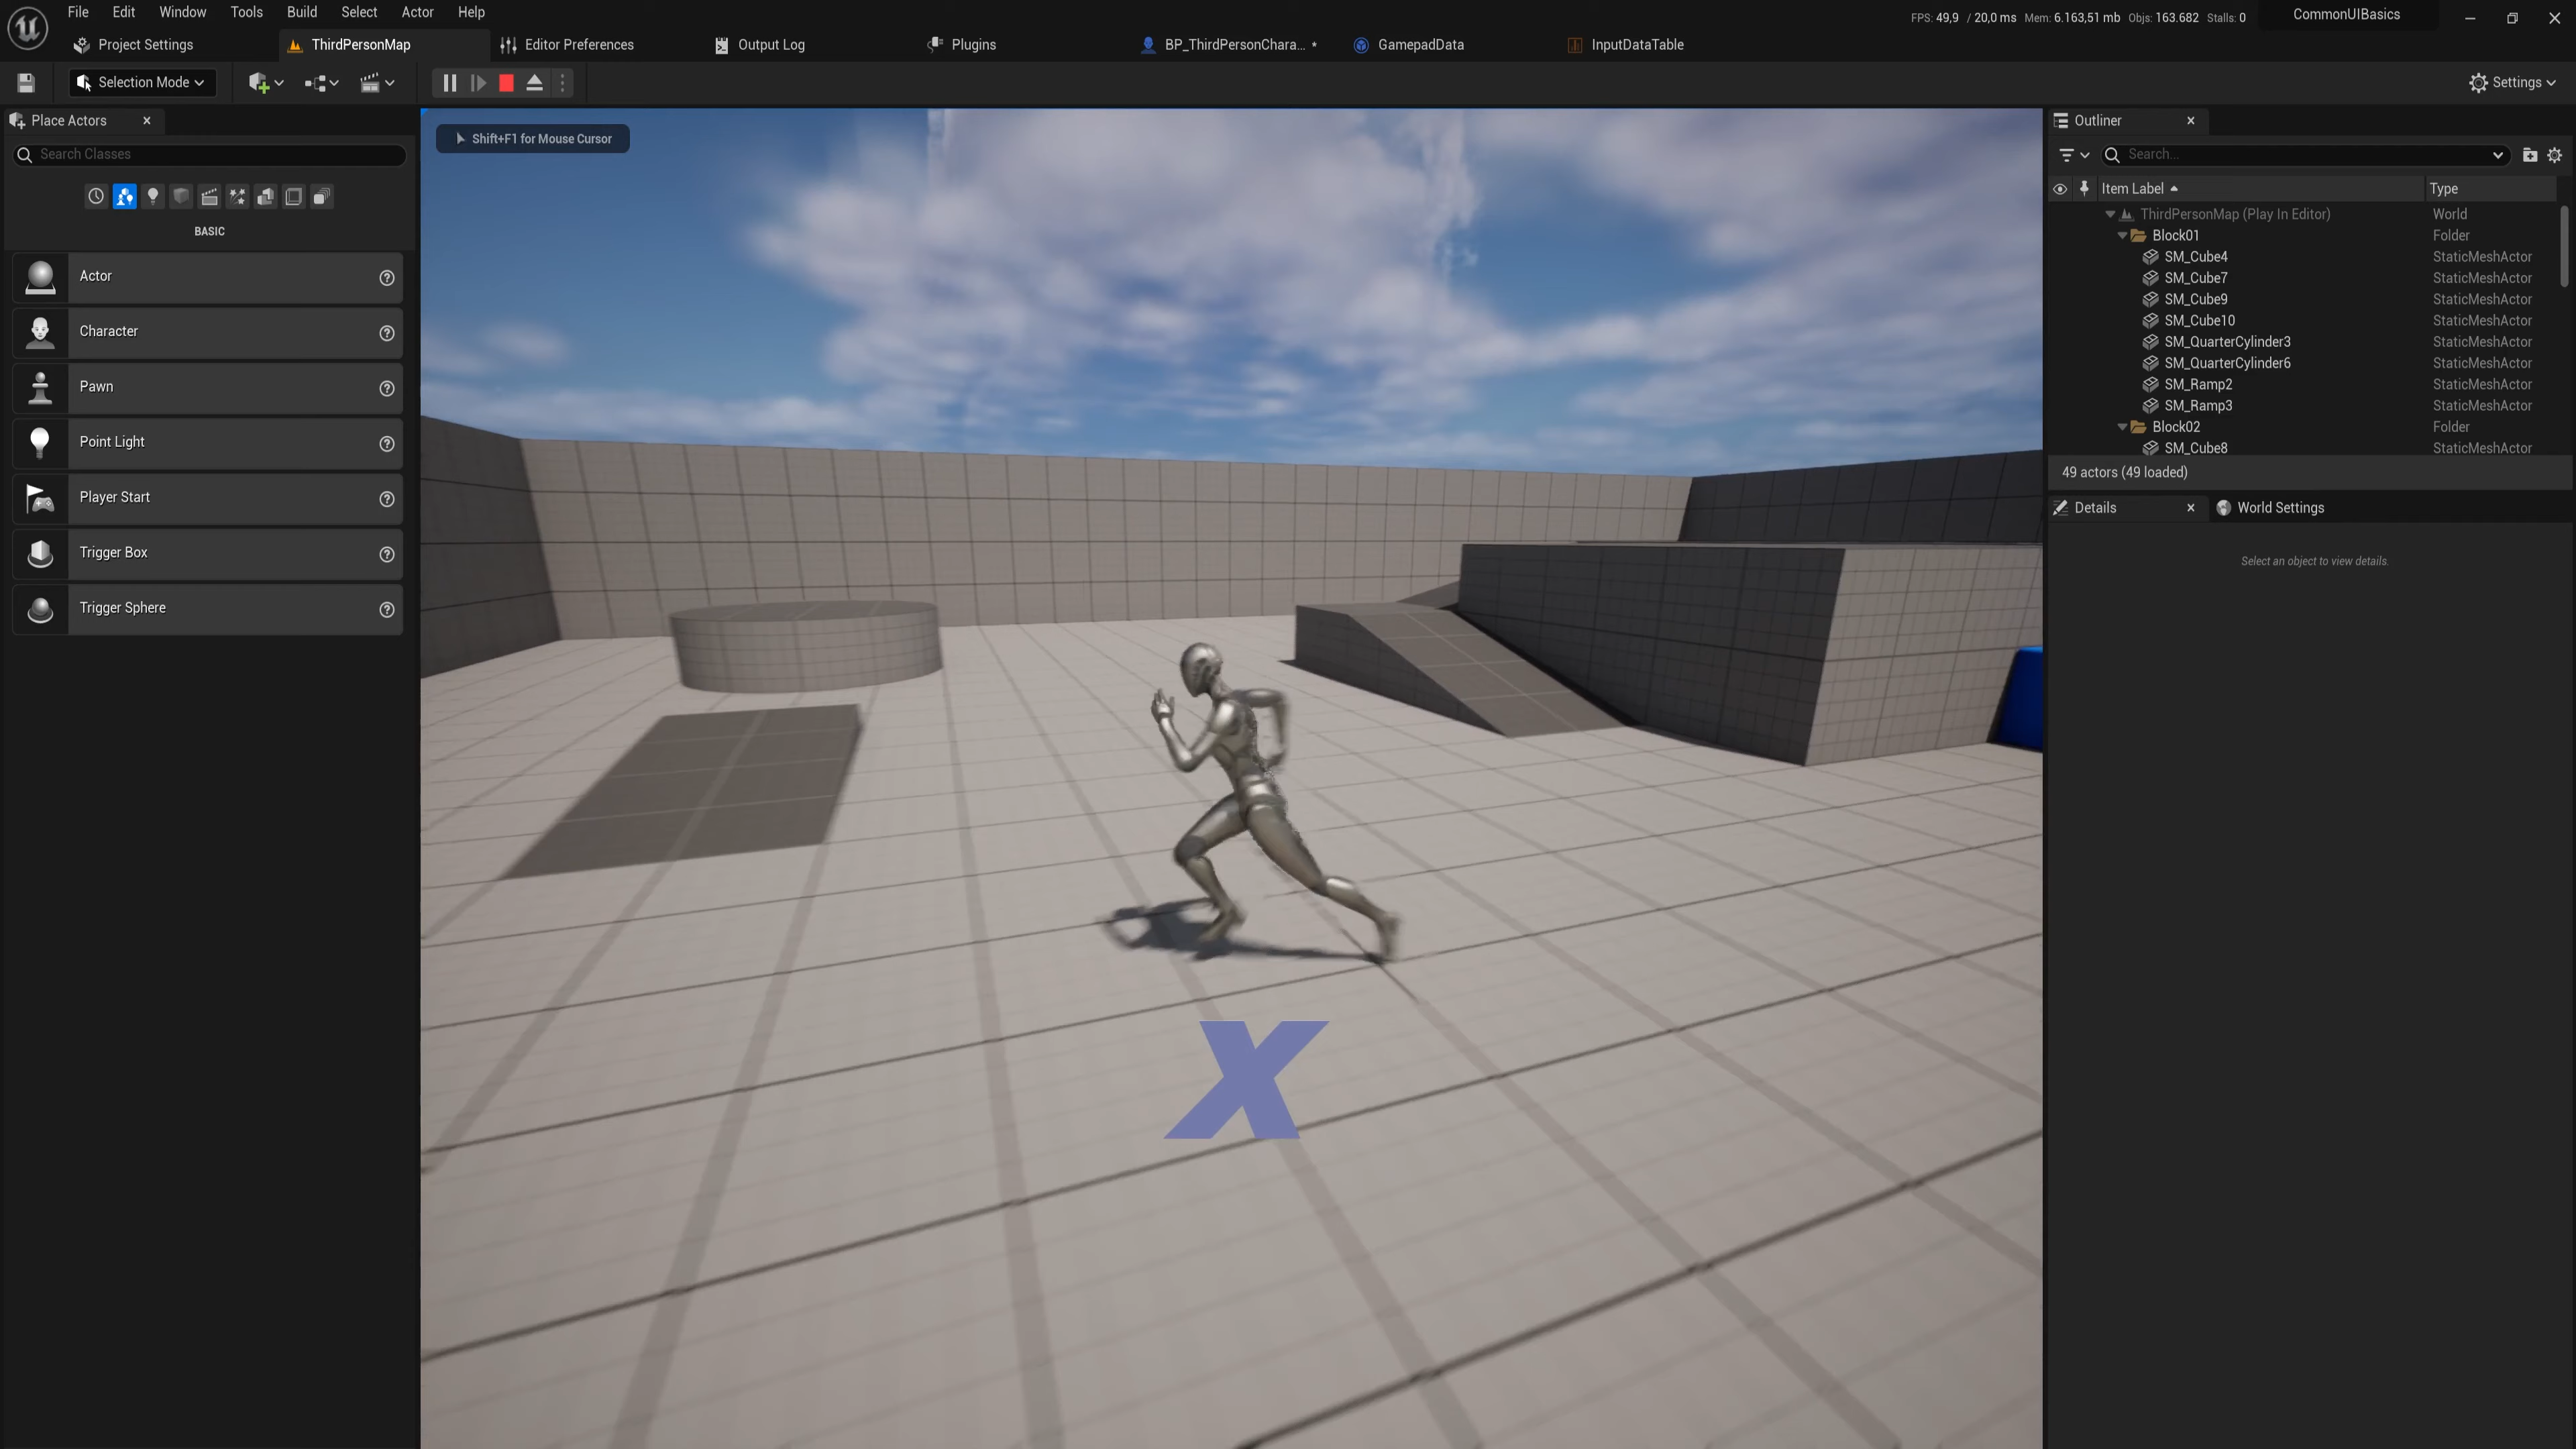 File Edit Window Tools Build Select Actor Help
FPS: 49,9 / 20,0 ms Mem: 6.163,51 mb Objs: 163.682 Stalls: 0
CommonUIBasics
Project Settings
ThirdPersonMap
Editor Preferences
Output Log
Plugins
BP_ThirdPersonChara... *
GamepadData
InputDataTable
Selection Mode
Settings
Place Actors
Search Classes
BASIC
Actor
Character
Pawn
Point Light
Player Start
Trigger Box
Trigger Sphere
Shift+F1 for Mouse Cursor
X
Outliner
Search...
Item Label Type
ThirdPersonMap (Play In Editor) World
Block01 Folder
SM_Cube4 StaticMeshActor
SM_Cube7 StaticMeshActor
SM_Cube9 StaticMeshActor
SM_Cube10 StaticMeshActor
SM_QuarterCylinder3 StaticMeshActor
SM_QuarterCylinder6 StaticMeshActor
SM_Ramp2 StaticMeshActor
SM_Ramp3 StaticMeshActor
Block02 Folder
SM_Cube8 StaticMeshActor
49 actors (49 loaded)
Details
World Settings
Select an object to view details.